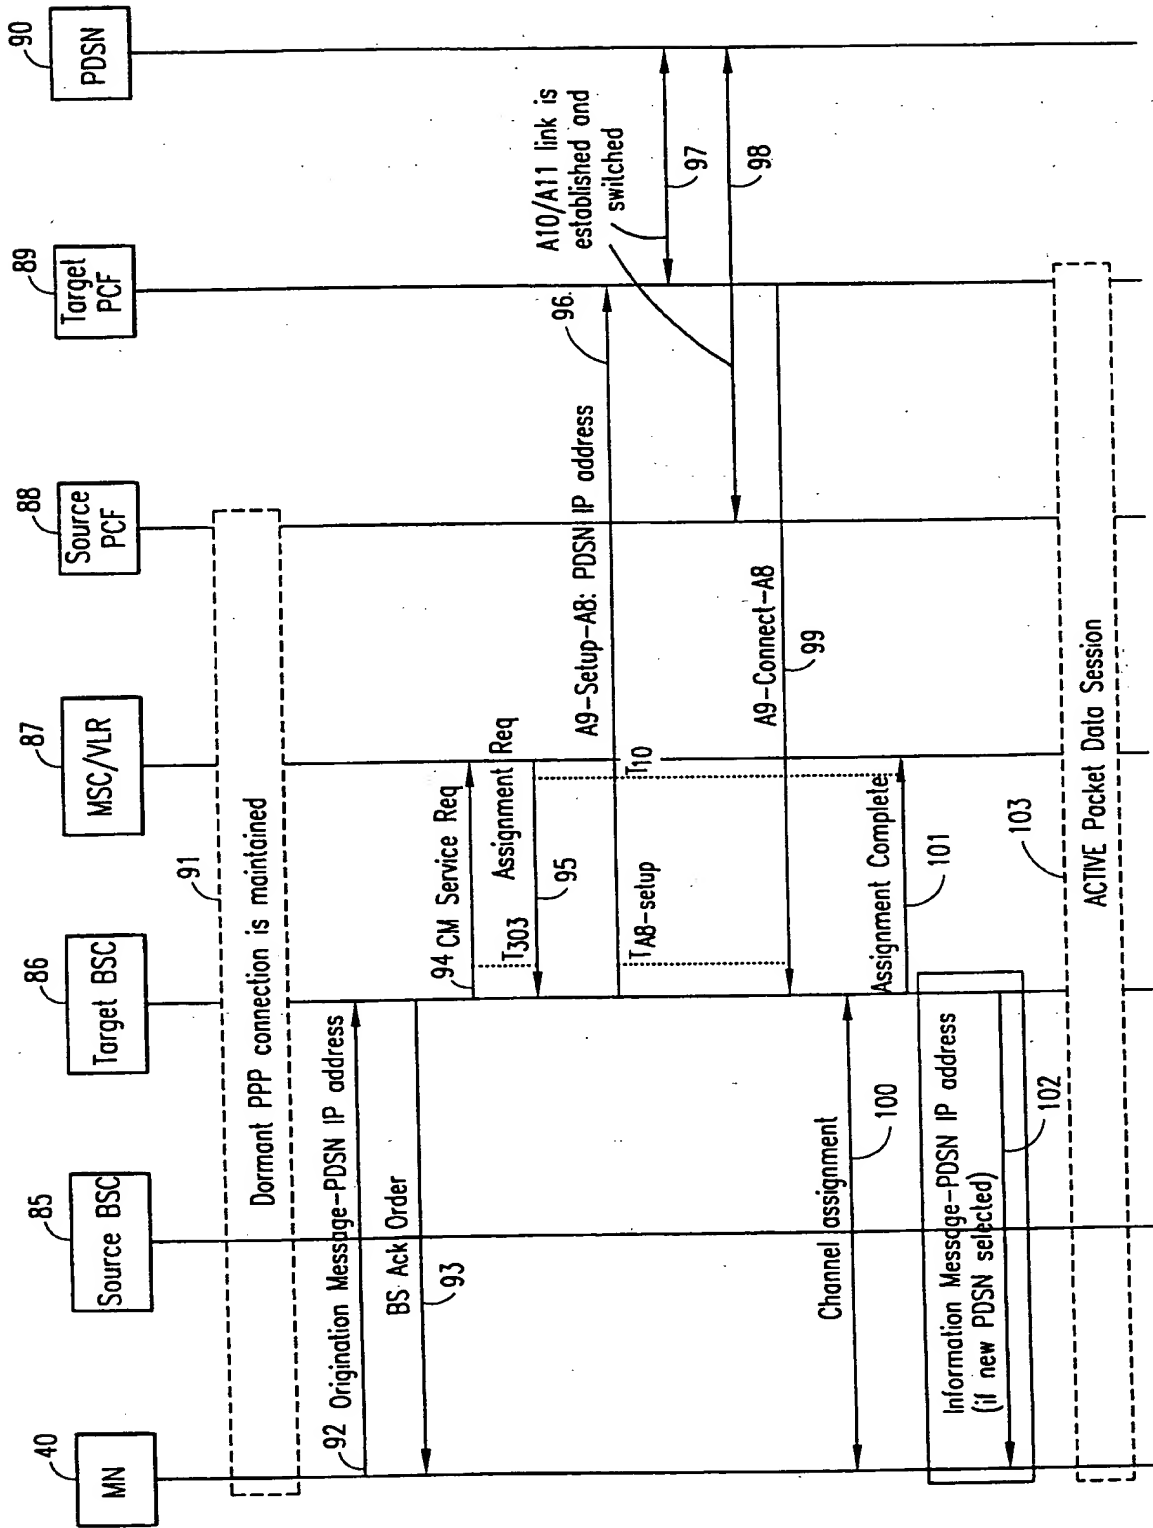 40
MN
85
Source BSC
86
Target BSC
87
MSC/VLR
88
Source
PCF
89
Target
PCF
90
PDSN
91
Dormant PPP connection is maintained
92
Origination Message-PDSN IP address
BS Ack Order
93
94
CM Service Req
T303
Assignment Req
95
A9-Setup-A8: PDSN IP address
96
TA8-setup
T10
A10/A11 link is
established and
switched
97
98
A9-Connect-A8
99
Channel assignment
100
Assignment Complete
101
Information Message-PDSN IP address
(if new PDSN selected)
102
103
ACTIVE Packet Data Session